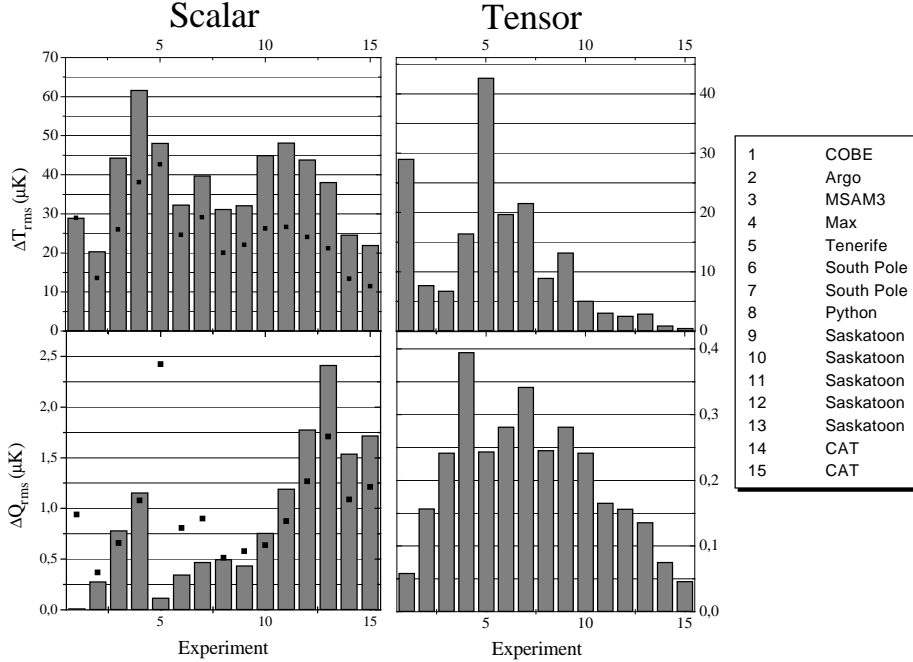 Scalar
Tensor
5 10 15
5 10 15
70
60
50
40
30
20
10
0
ΔT_rms (μK)
40
30
20
10
0
2,5
2,0
1,5
1,0
0,5
0,0
ΔQ_rms (μK)
0,4
0,3
0,2
0,1
0,0
5 10 15
5 10 15
Experiment
Experiment
1 COBE
2 Argo
3 MSAM3
4 Max
5 Tenerife
6 South Pole
7 South Pole
8 Python
9 Saskatoon
10 Saskatoon
11 Saskatoon
12 Saskatoon
13 Saskatoon
14 CAT
15 CAT